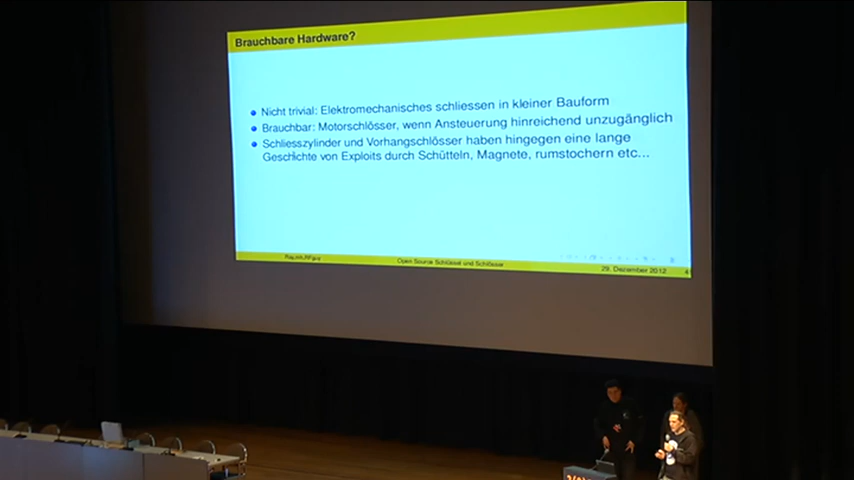 Brauchbare Hardware?
Nicht trivial: Elektromechanisches schliessen in kleiner Bauform
Brauchbar: Motorschlösser, wenn Ansteuerung hinreichend unzugänglich
Schliesszylinder und Vorhangschlösser haben hingegen eine lange
Geschichte von Exploits durch Schütteln, Magnete, rumstochern etc...
Open Source Schlüssel und Schlösser
29. Dezember 2012